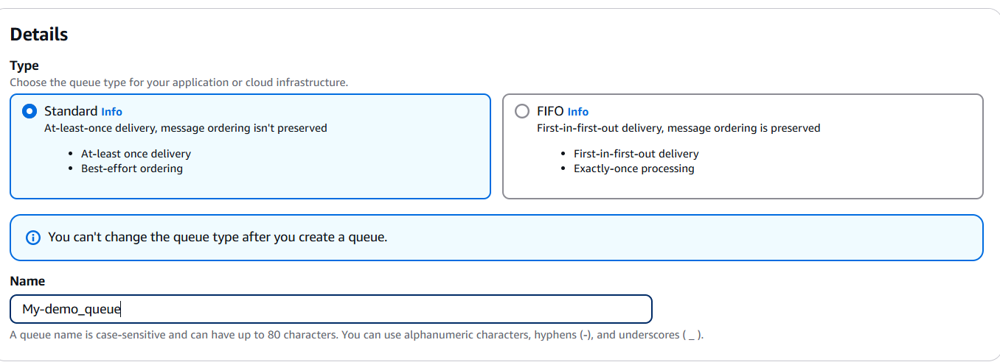 Details
Type
Choose the queue type for your application or cloud infrastructure.
Standard Info
At-least-once delivery, message ordering isn't preserved
• At-least once delivery
• Best-effort ordering
FIFO Info
First-in-first-out delivery, message ordering is preserved
• First-in-first-out delivery
• Exactly-once processing
You can't change the queue type after you create a queue.
Name
My-demo_queue
A queue name is case-sensitive and can have up to 80 characters. You can use alphanumeric characters, hyphens (-), and underscores ( _ ).